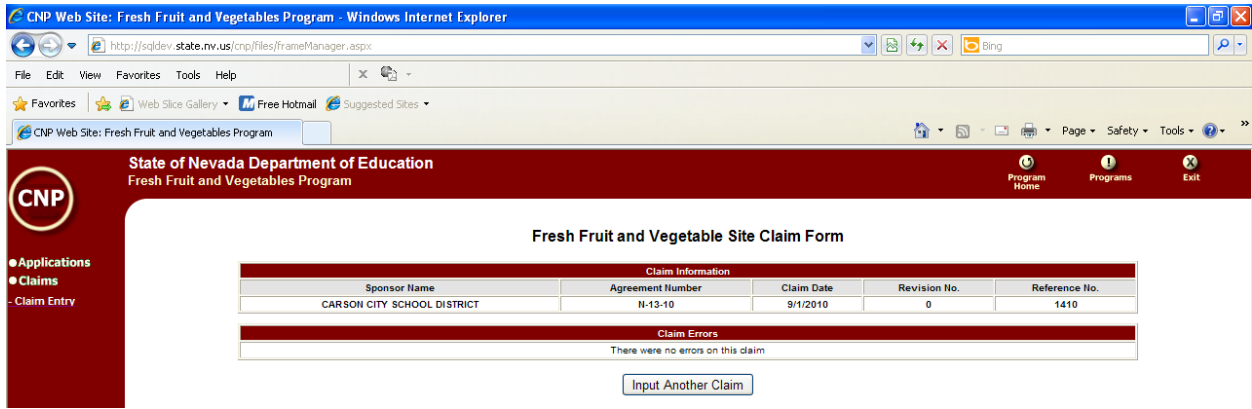 CNP Web Site: Fresh Fruit and Vegetables Program - Windows Internet Explorer
http://sqldev.state.nv.us/cnp/files/frameManager.aspx
Bing
File Edit View Favorites Tools Help
Favorites Web Slice Gallery Free Hotmail Suggested Sites
CNP Web Site: Fresh Fruit and Vegetables Program
Page Safety Tools
State of Nevada Department of Education
Fresh Fruit and Vegetables Program
Program Home
Programs
Exit
CNP
Applications
Claims
- Claim Entry
Fresh Fruit and Vegetable Site Claim Form
Claim Information
Sponsor Name Agreement Number Claim Date Revision No. Reference No.
CARSON CITY SCHOOL DISTRICT N-13-10 9/1/2010 0 1410
Claim Errors
There were no errors on this claim
Input Another Claim